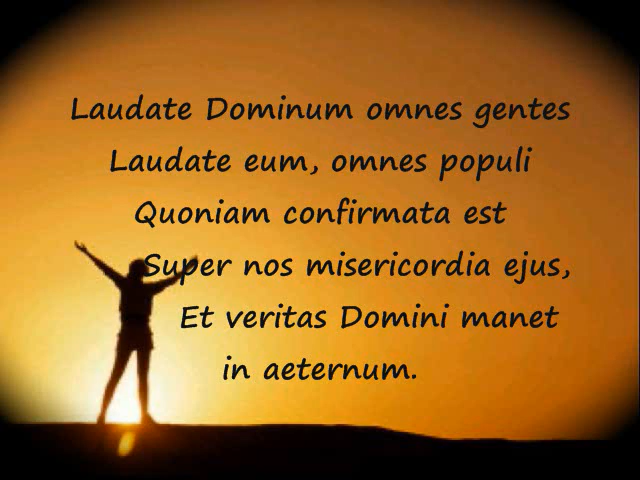 Laudate Dominum omnes gentes
Laudate eum, omnes populi
Quoniam confirmata est
Super nos misericordia ejus,
Et veritas Domini manet
in aeternum.